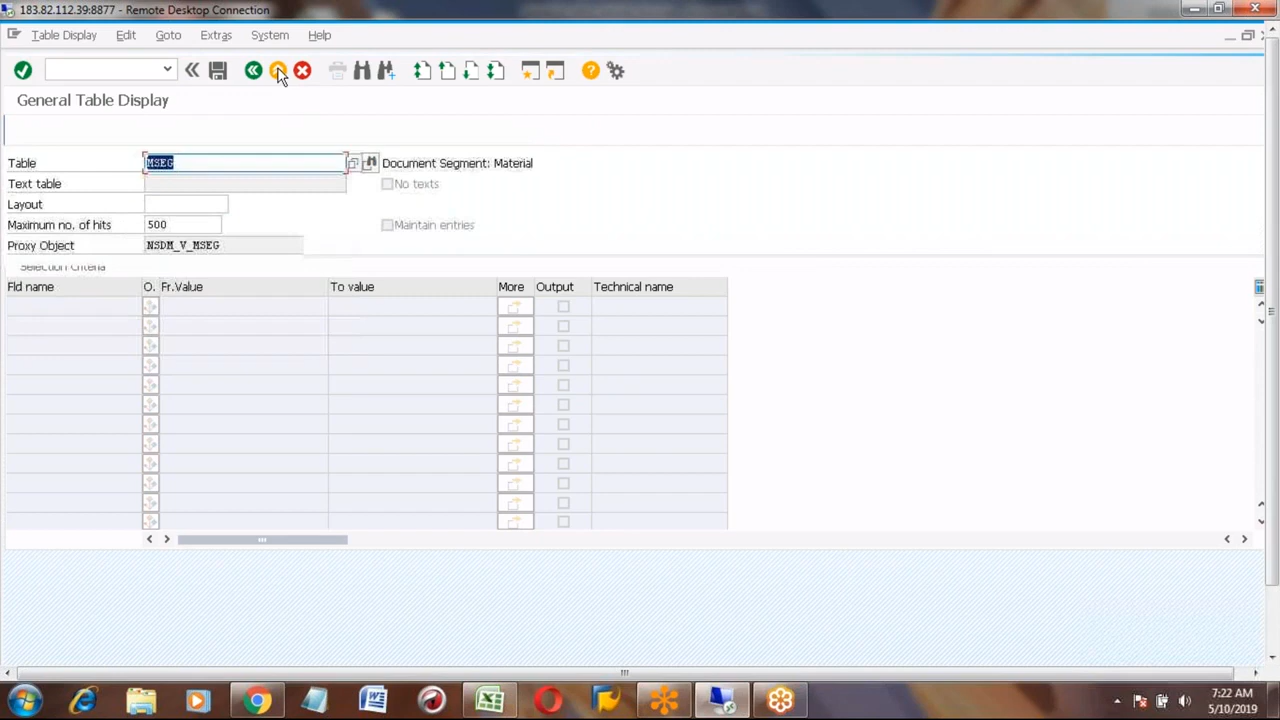 183.82.112.39:8877 - Remote Desktop Connection
Table Display Edit Goto Extras System Help
General Table Display
Table MSEG Document Segment: Material
Text table No texts
Layout
Maximum no. of hits 500 Maintain entries
Proxy Object NSDM_V_MSEG
Selection Criteria
Fld name O. Fr.Value To value More Output Technical name
7:22 AM
5/10/2019